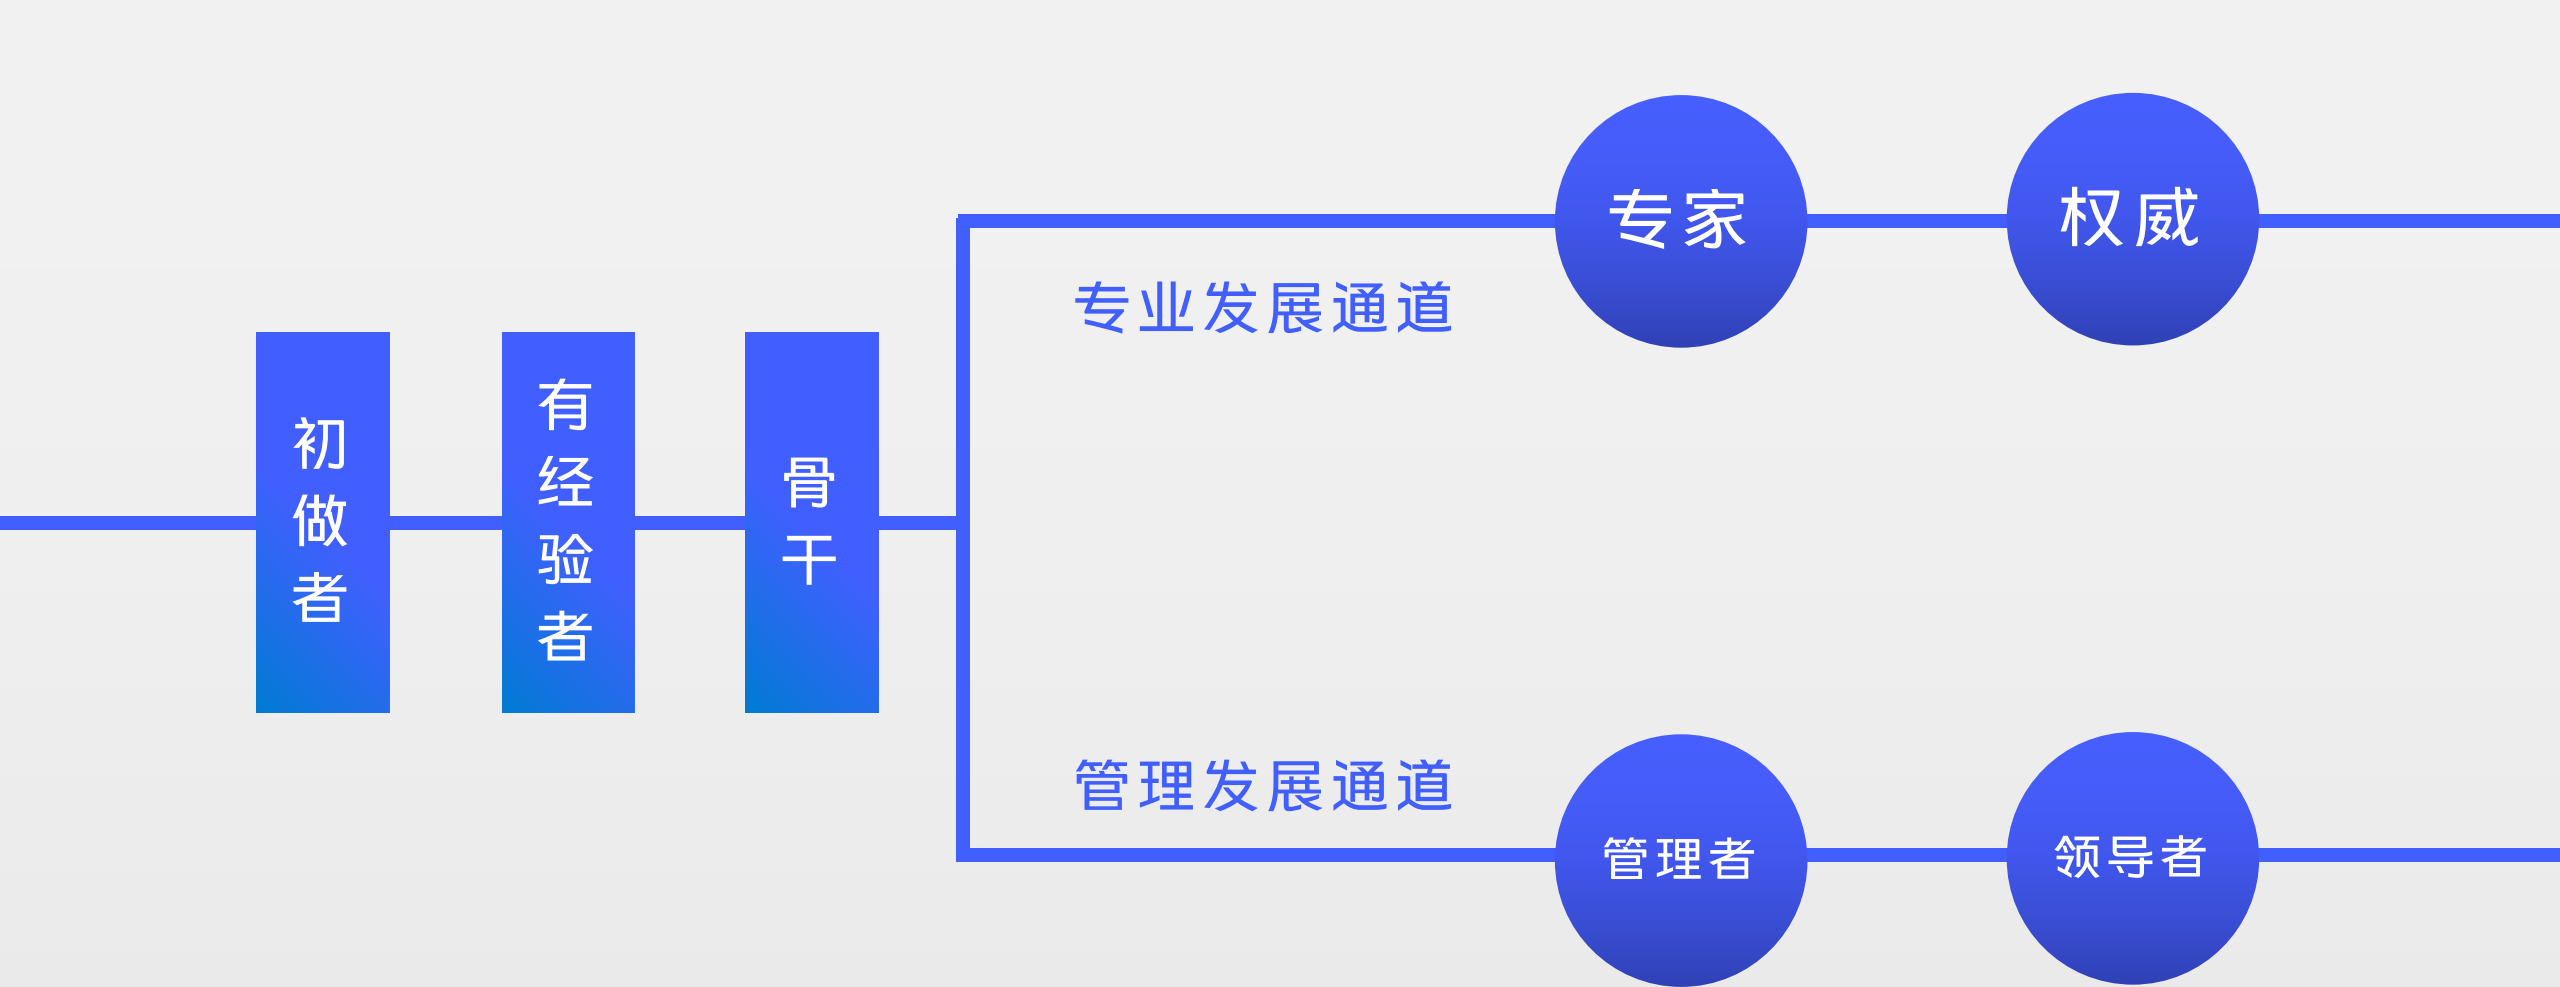 初做者
有经验者
骨干
专业发展通道
专家
权威
管理发展通道
管理者
领导者